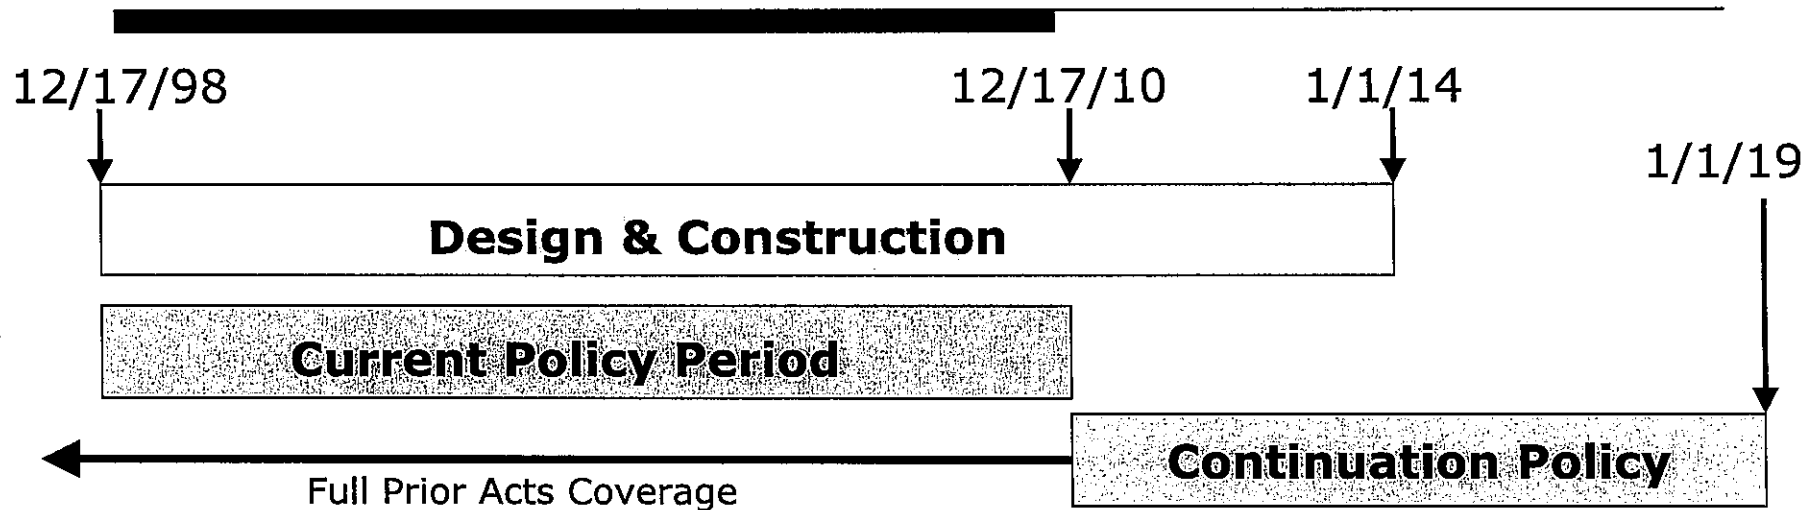 12/17/98 12/17/10 1/1/14
1/1/19
Design & Construction
Current Policy Period
Continuation Policy
Full Prior Acts Coverage